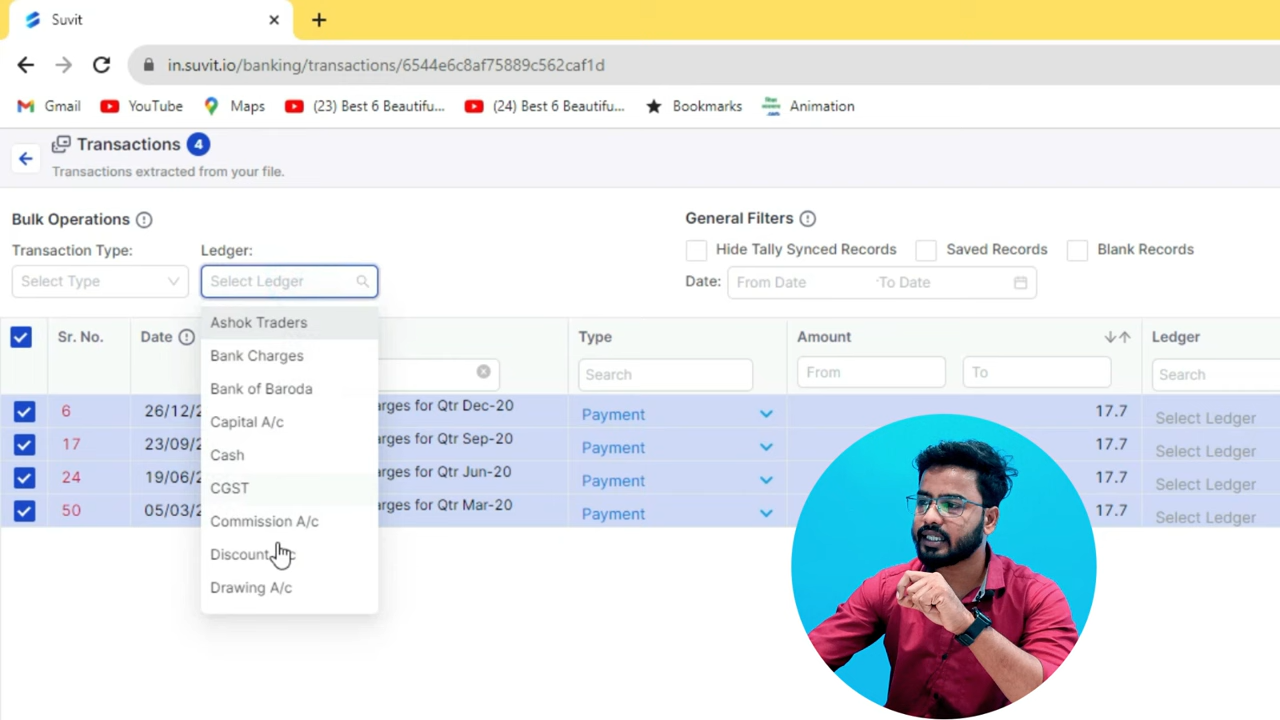 Suvit
in.suvit.io/banking/transactions/6544e6c8af75889c562caf1d
Gmail
YouTube
Maps
(23) Best 6 Beautifu...
(24) Best 6 Beautifu...
Bookmarks
Animation
Transactions 4
Transactions extracted from your file.
Bulk Operations
General Filters
Transaction Type:
Ledger:
Hide Tally Synced Records
Saved Records
Blank Records
Select Type
Select Ledger
Date:
From Date
To Date
Ashok Traders
Bank Charges
Bank of Baroda
Capital A/c
Cash
CGST
Commission A/c
Discount
Drawing A/c
Sr. No.
Date
Type
Amount
Ledger
Search
From
To
Search
6 26/12/2 arges for Qtr Dec-20 Payment 17.7 Select Ledger
17 23/09/2 arges for Qtr Sep-20 Payment 17.7 Select Ledger
24 19/06/2 arges for Qtr Jun-20 Payment 17.7 Select Ledger
50 05/03/2 arges for Qtr Mar-20 Payment 17.7 Select Ledger